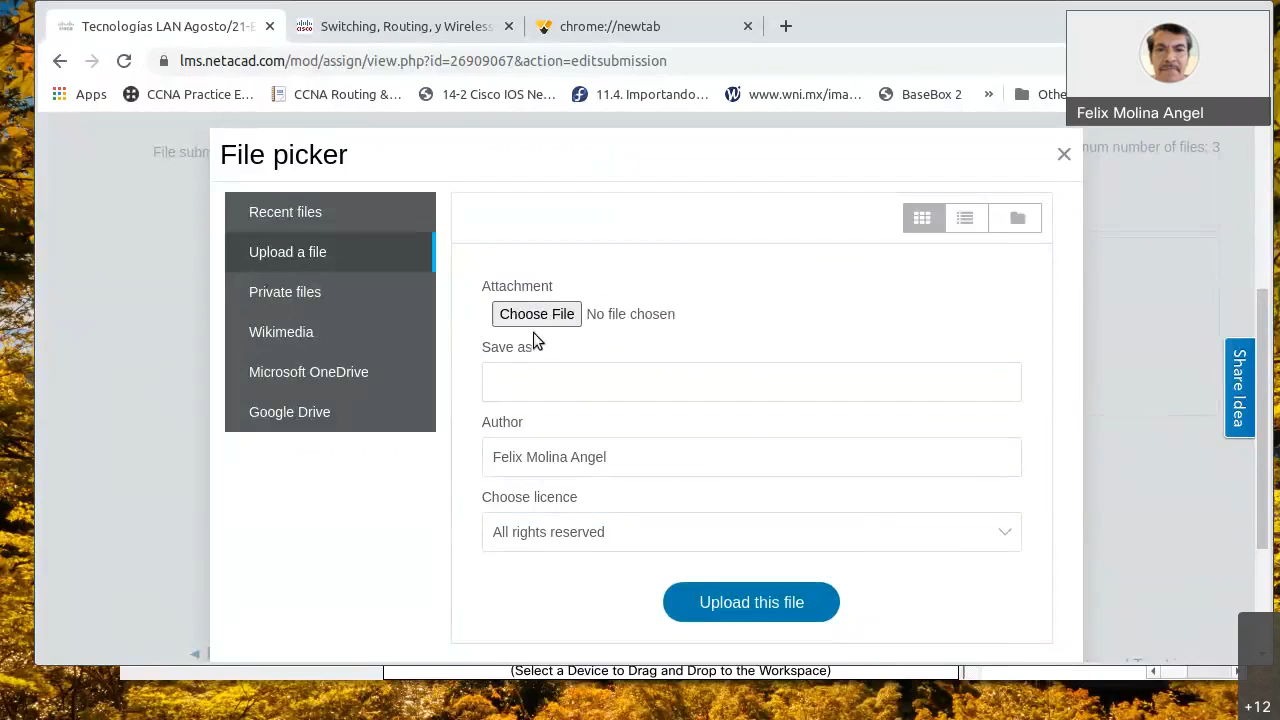 Tecnologías LAN Agosto/21-E
Switching, Routing, y Wireless
chrome://newtab
lms.netacad.com/mod/assign/view.php?id=26909067&action=editsubmission
Apps
CCNA Practice E...
CCNA Routing &...
14-2 Cisco IOS Ne...
11.4. Importando...
www.wni.mx/ima...
BaseBox 2
»
Othe
Felix Molina Angel
File subm
num number of files: 3
File picker
Recent files
Upload a file
Private files
Wikimedia
Microsoft OneDrive
Google Drive
Attachment
Choose File No file chosen
Save as
Author
Felix Molina Angel
Choose licence
All rights reserved
Upload this file
Share Idea
(Select a Device to Drag and Drop to the Workspace)
+12